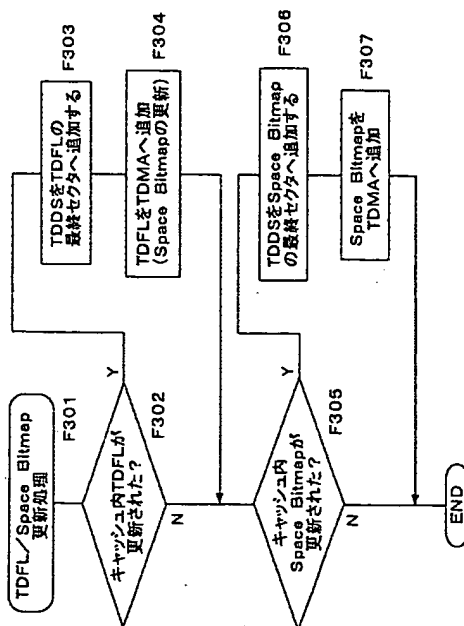 TDFL/Space Bitmap
更新処理
F301
キャッシュ内TDFLが
更新された?
F302
Y
N
TDDSをTDFLの
最終セクタへ追加する
F303
TDFLをTDMAへ追加
(Space Bitmapの更新)
F304
キャッシュ内
Space Bitmapが
更新された?
F305
Y
N
TDDSをSpace Bitmap
の最終セクタへ追加する
F306
Space Bitmapを
TDMAへ追加
F307
END